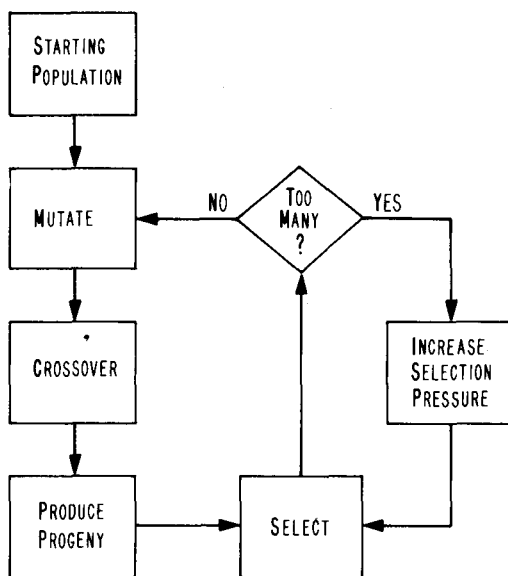 STARTING
POPULATION
MUTATE
NO
TOO
MANY
?
YES
CROSSOVER
INCREASE
SELECTION
PRESSURE
PRODUCE
PROGENY
SELECT